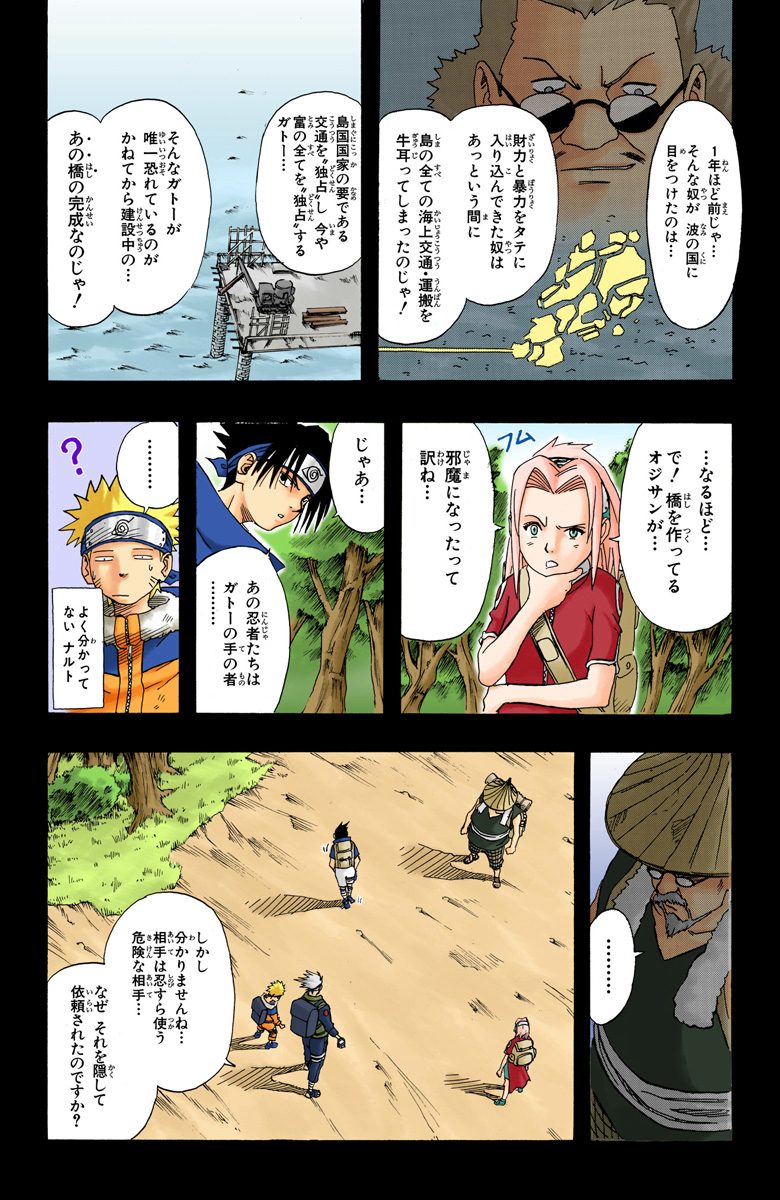 1年ほど前じゃ…
そんな奴が 波の国に
目をつけたのは…
財力と暴力をタテに
入り込んできた奴は
あっという間に
島の全ての海上交通・運搬を
牛耳ってしまったのじゃ!
島国国家の要である
交通を〝独占〟し 今や
富の全てを〝独占〟する
ガトー…
そんなガトーが
唯一恐れているのが
かねてから建設中の…
あの橋の完成なのじゃ!
…なるほど…
で! 橋を作ってる
オジサンが…
フム
邪魔になったって
訳ね…
じゃあ…
あの忍者たちは
ガトーの手の者
………
………
?
よく分かって
ない ナルト
………
しかし
分かりませんね…
相手は忍すら使う
危険な相手…
なぜ それを隠して
依頼されたのですか?